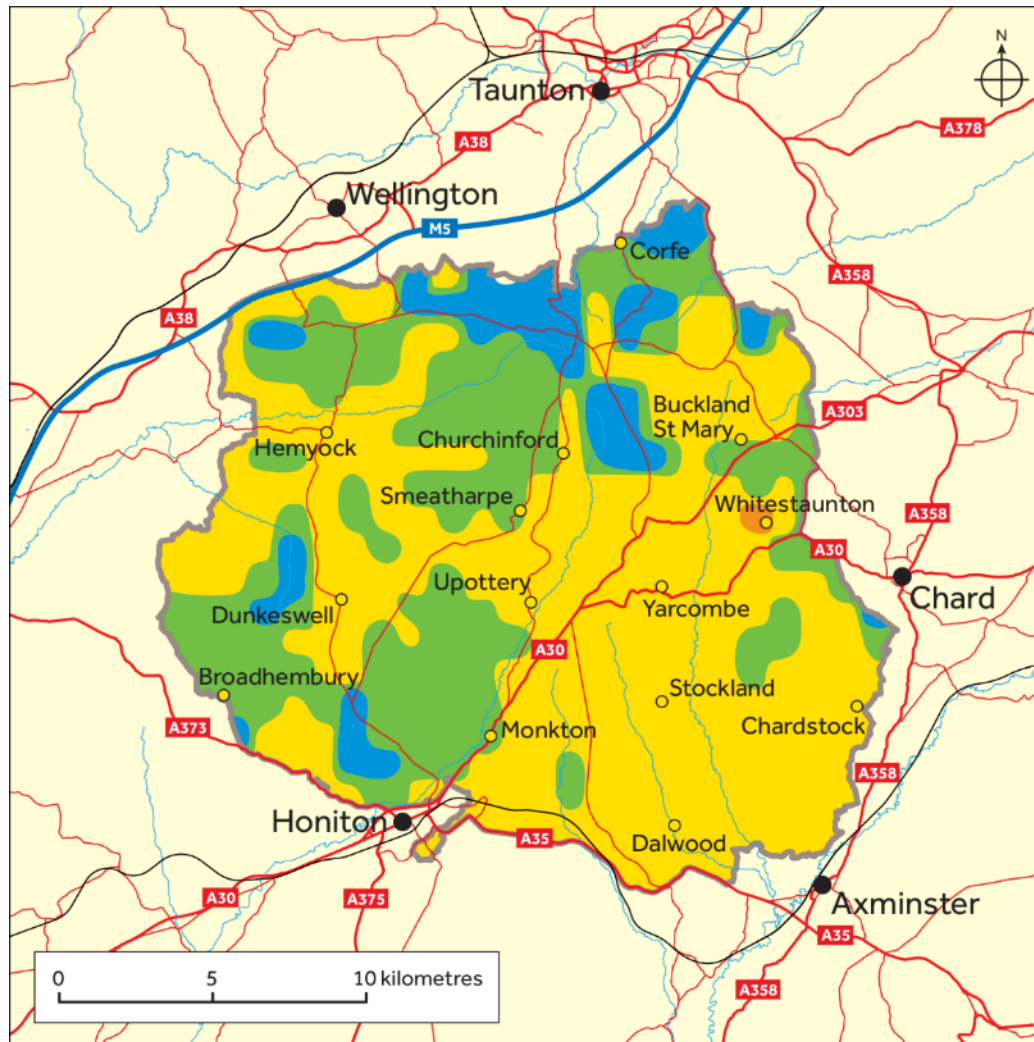 N
Taunton
A378
A38
Wellington
M5
Corfe
A358
A38
Buckland
St Mary
A303
Hemyock
Churchinford
Smeatharpe
Whitestaunton
A358
A30
Chard
Upottery
Yarcombe
Dunkeswell
A30
Broadhembury
Stockland
Chardstock
A373
Monkton
A358
Honiton
A35
Dalwood
A30
A375
Axminster
A35
0
5
10 kilometres
A358